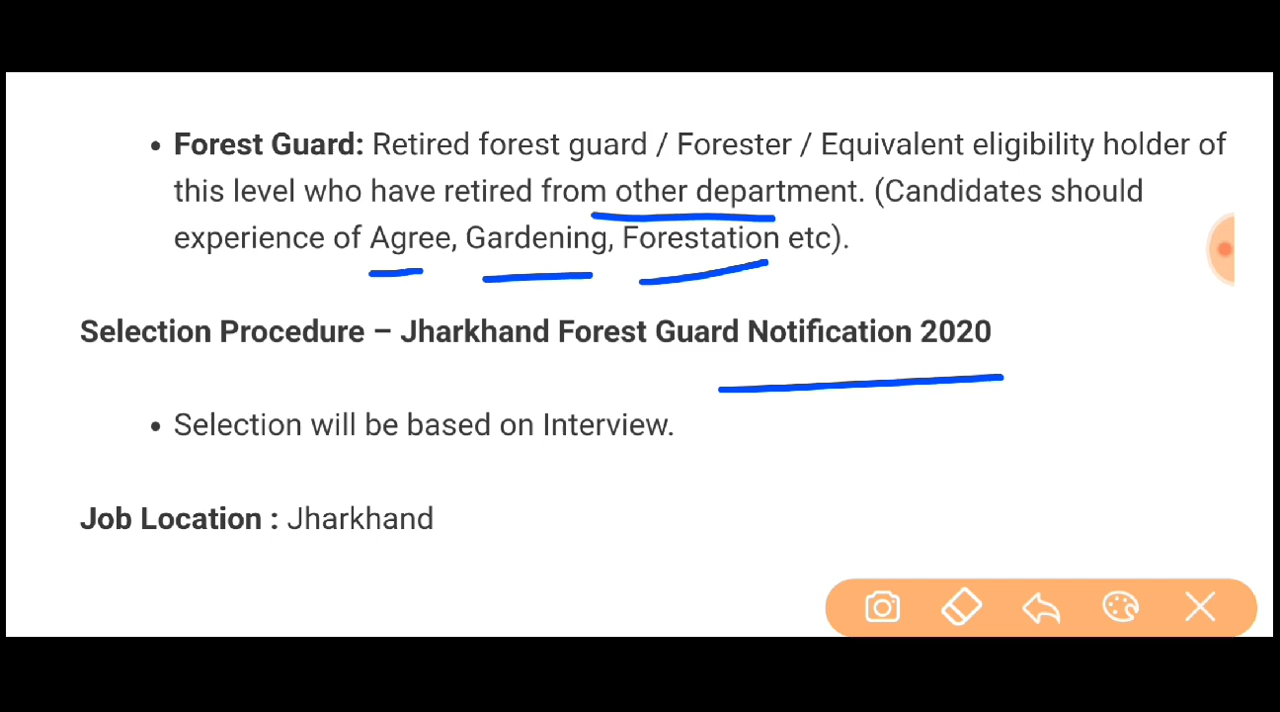 • Forest Guard: Retired forest guard / Forester / Equivalent eligibility holder of
this level who have retired from other department. (Candidates should
experience of Agree, Gardening, Forestation etc).
Selection Procedure – Jharkhand Forest Guard Notification 2020
• Selection will be based on Interview.
Job Location : Jharkhand